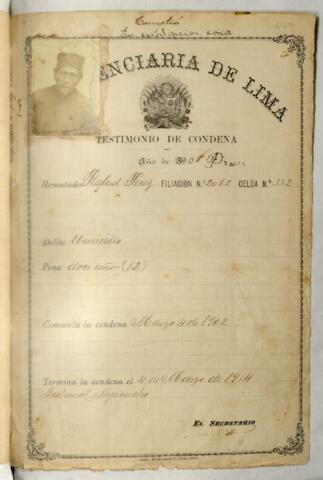 Cumplió
PENITENCIARIA DE LIMA
TESTIMONIO DE CONDENA
Año de 190
Rematado Rafael Perez FILIACION N.º 2062 CELDA N.º 332
Delito Homicidio
Pena doce años (12)
Comienza la condena Marzo 4 de 1902
Termina la condena el 4 de Marzo de 1914
EL SECRETARIO